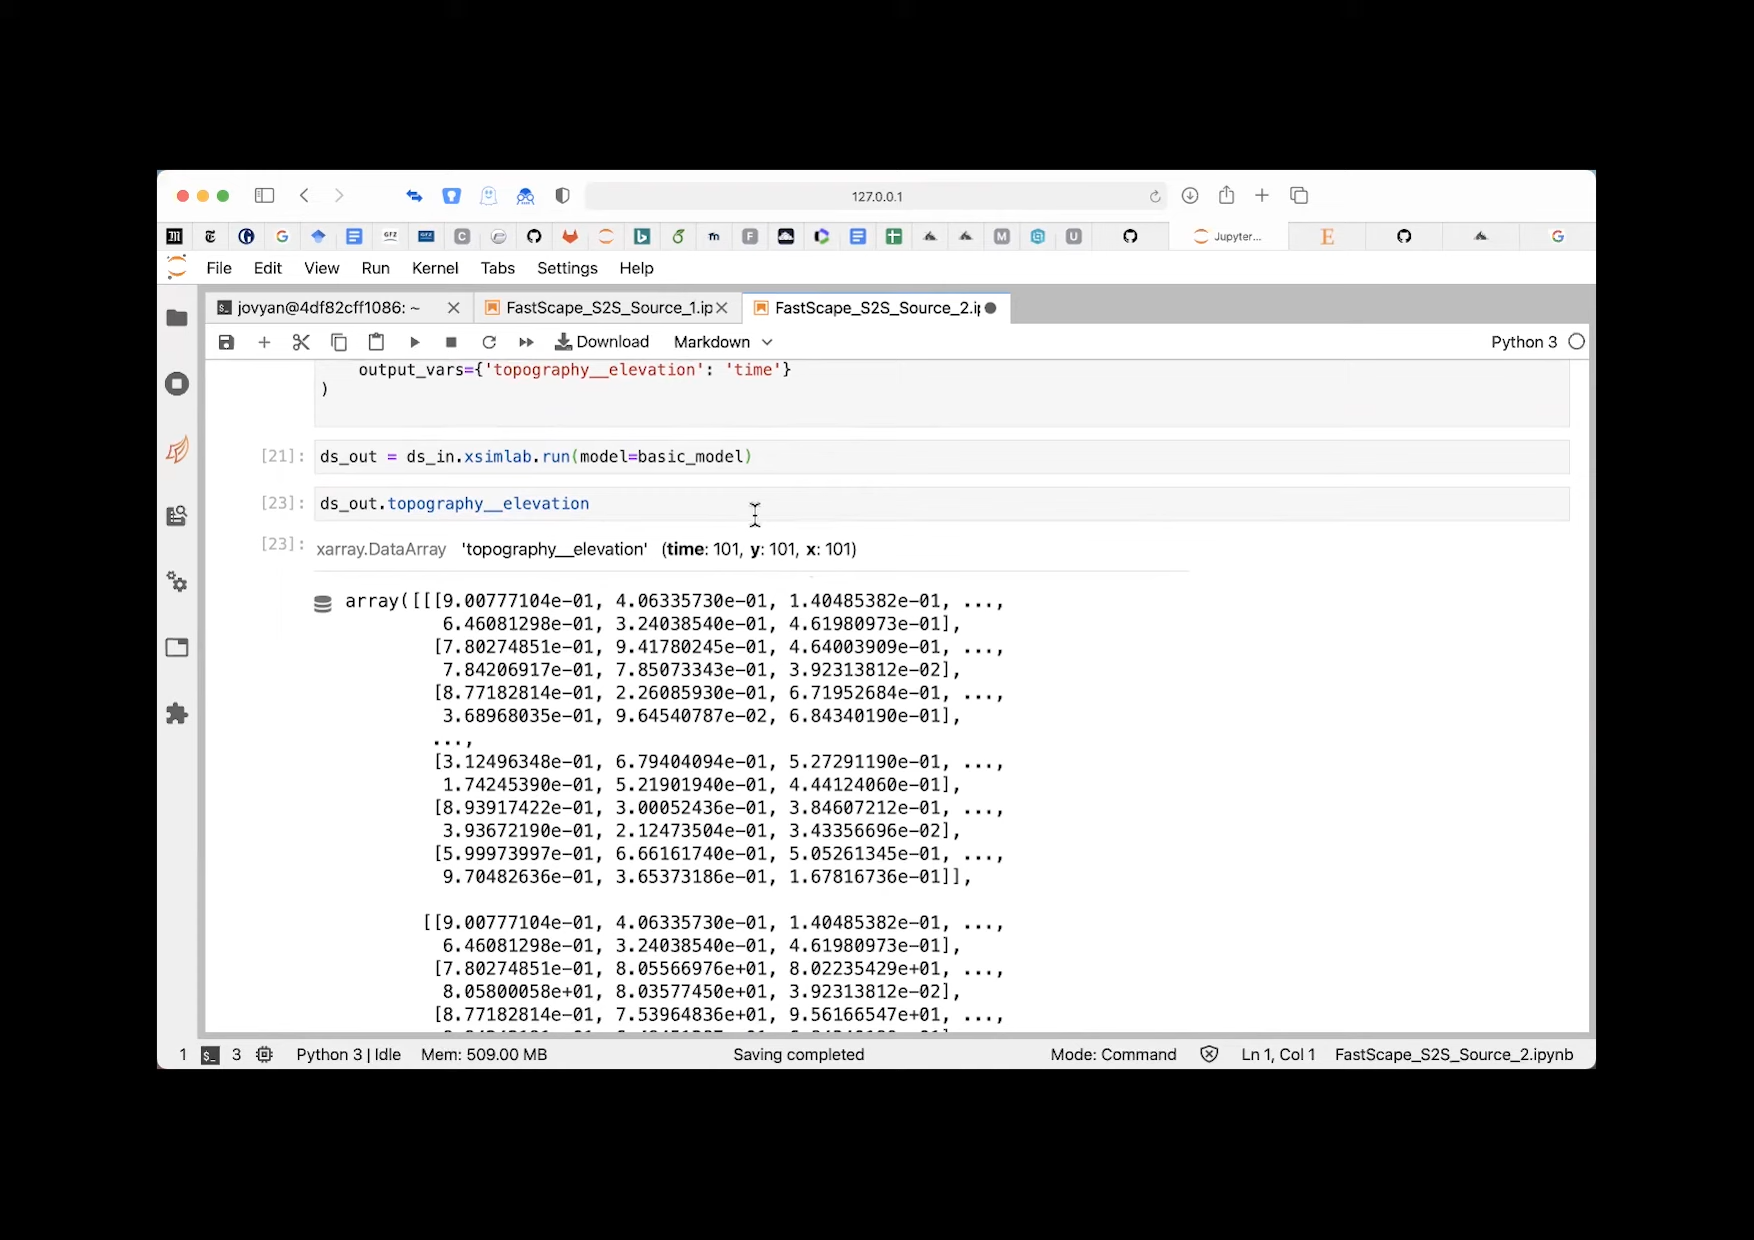 127.0.0.1
Jupyter...
File Edit View Run Kernel Tabs Settings Help
jovyan@4df82cff1086: ~ FastScape_S2S_Source_1.ip FastScape_S2S_Source_2.ip
Download Markdown Python 3
output_vars={'topography__elevation': 'time'}
)
[21]: ds_out = ds_in.xsimlab.run(model=basic_model)
[23]: ds_out.topography__elevation
[23]: xarray.DataArray 'topography__elevation' (time: 101, y: 101, x: 101)
array([[[9.00777104e-01, 4.06335730e-01, 1.40485382e-01, ...,
6.46081298e-01, 3.24038540e-01, 4.61980973e-01],
[7.80274851e-01, 9.41780245e-01, 4.64003909e-01, ...,
7.84206917e-01, 7.85073343e-01, 3.92313812e-02],
[8.77182814e-01, 2.26085930e-01, 6.71952684e-01, ...,
3.68968035e-01, 9.64540787e-02, 6.84340190e-01],
...,
[3.12496348e-01, 6.79404094e-01, 5.27291190e-01, ...,
1.74245390e-01, 5.21901940e-01, 4.44124060e-01],
[8.93917422e-01, 3.00052436e-01, 3.84607212e-01, ...,
3.93672190e-01, 2.12473504e-01, 3.43356696e-02],
[5.99973997e-01, 6.66161740e-01, 5.05261345e-01, ...,
9.70482636e-01, 3.65373186e-01, 1.67816736e-01]],
[[9.00777104e-01, 4.06335730e-01, 1.40485382e-01, ...,
6.46081298e-01, 3.24038540e-01, 4.61980973e-01],
[7.80274851e-01, 8.05566976e+01, 8.02235429e+01, ...,
8.05800058e+01, 8.03577450e+01, 3.92313812e-02],
[8.77182814e-01, 7.53964836e+01, 9.56166547e+01, ...,
1 3 Python 3 | Idle Mem: 509.00 MB Saving completed Mode: Command Ln 1, Col 1 FastScape_S2S_Source_2.ipynb